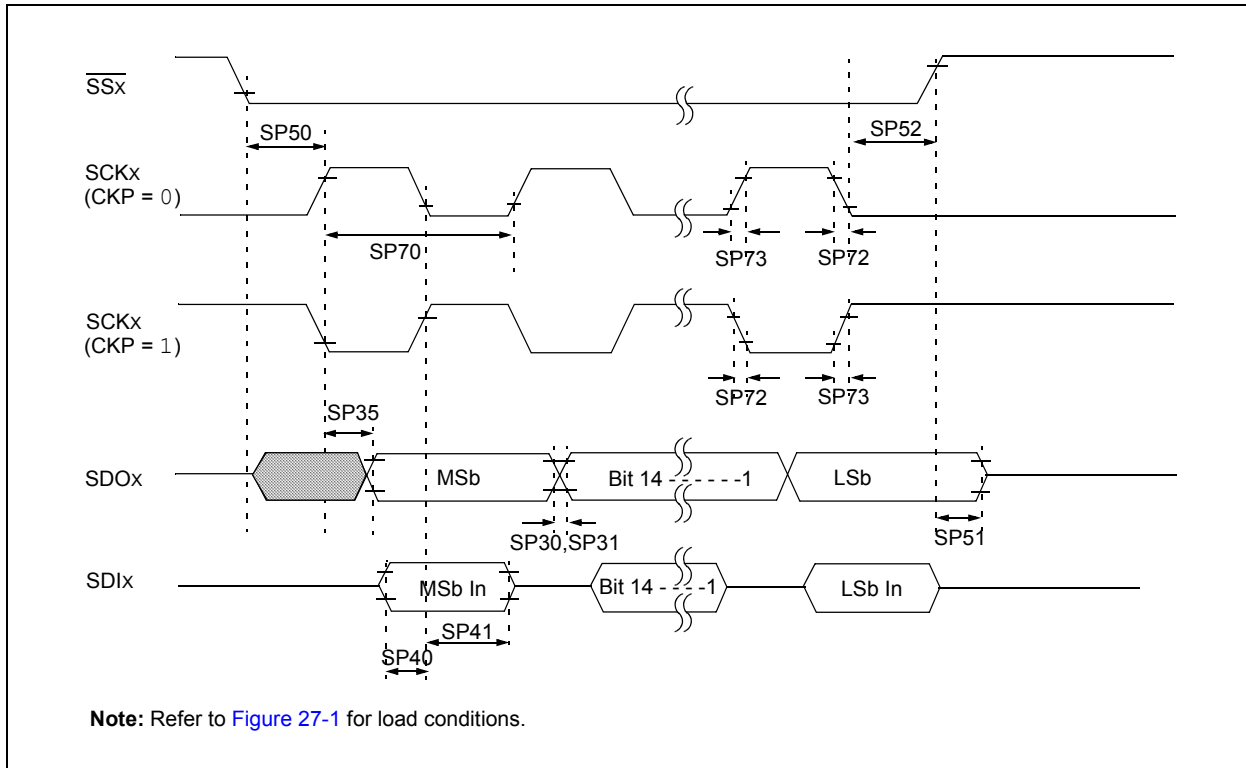 SSx
SP50
SP52
SCKx
(CKP = 0)
SP70
SP73
SP72
SCKx
(CKP = 1)
SP72
SP73
SP35
SDOx
MSb
Bit 14 - - - - - -1
LSb
SP30,SP31
SP51
SDIx
MSb In
Bit 14 - - - -1
LSb In
SP41
SP40
Note: Refer to Figure 27-1 for load conditions.